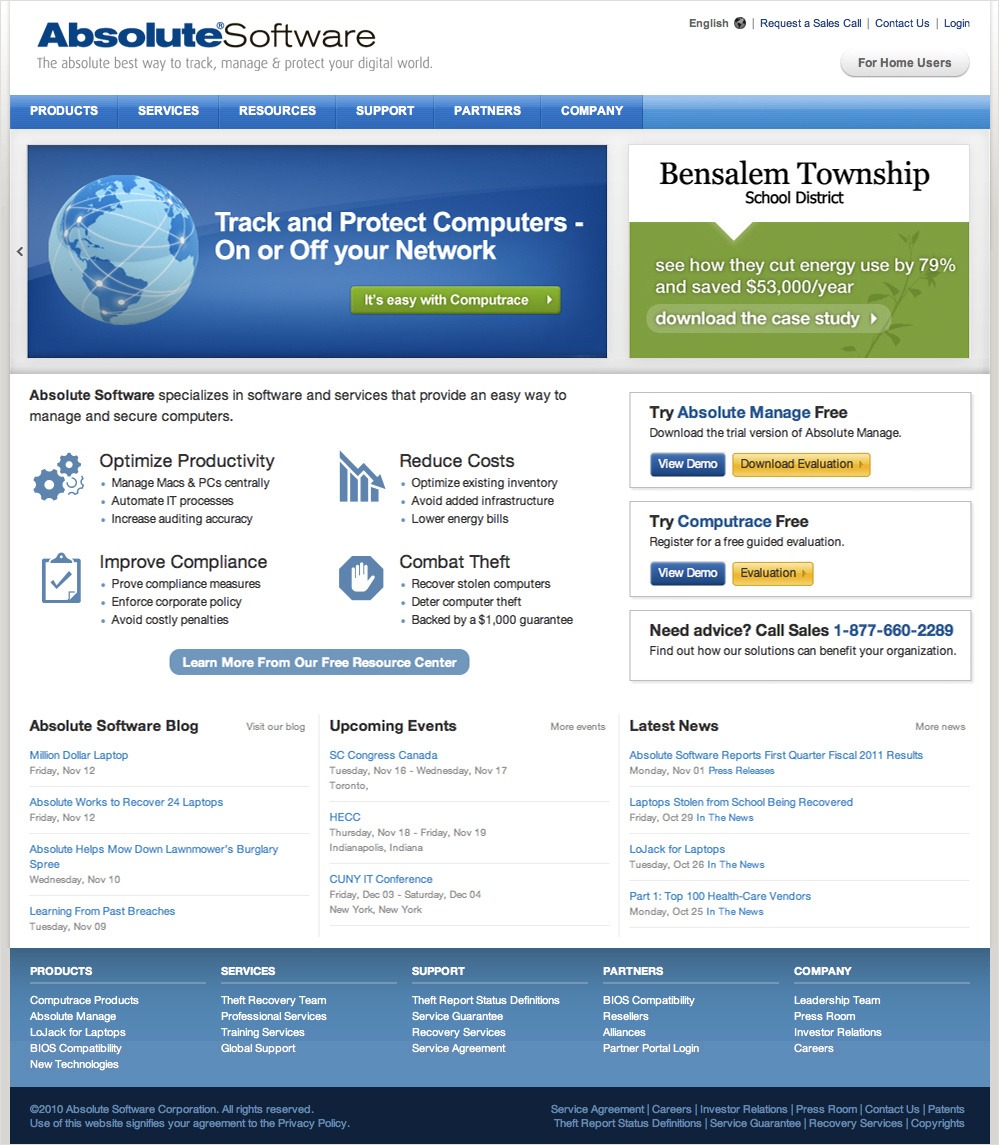 Absolute®Software
The absolute best way to track, manage & protect your digital world.
English | Request a Sales Call | Contact Us | Login
For Home Users
PRODUCTS SERVICES RESOURCES SUPPORT PARTNERS COMPANY
Track and Protect Computers -
On or Off your Network
It's easy with Computrace
Bensalem Township
School District
see how they cut energy use by 79%
and saved $53,000/year
download the case study
Absolute Software specializes in software and services that provide an easy way to
manage and secure computers.
Optimize Productivity
• Manage Macs & PCs centrally
• Automate IT processes
• Increase auditing accuracy
Reduce Costs
• Optimize existing inventory
• Avoid added infrastructure
• Lower energy bills
Improve Compliance
• Prove compliance measures
• Enforce corporate policy
• Avoid costly penalties
Combat Theft
• Recover stolen computers
• Deter computer theft
• Backed by a $1,000 guarantee
Learn More From Our Free Resource Center
Try Absolute Manage Free
Download the trial version of Absolute Manage.
View Demo Download Evaluation
Try Computrace Free
Register for a free guided evaluation.
View Demo Evaluation
Need advice? Call Sales 1-877-660-2289
Find out how our solutions can benefit your organization.
Absolute Software Blog Visit our blog
Million Dollar Laptop
Friday, Nov 12
Absolute Works to Recover 24 Laptops
Friday, Nov 12
Absolute Helps Mow Down Lawnmower's Burglary
Spree
Wednesday, Nov 10
Learning From Past Breaches
Tuesday, Nov 09
Upcoming Events More events
SC Congress Canada
Tuesday, Nov 16 - Wednesday, Nov 17
Toronto,
HECC
Thursday, Nov 18 - Friday, Nov 19
Indianapolis, Indiana
CUNY IT Conference
Friday, Dec 03 - Saturday, Dec 04
New York, New York
Latest News More news
Absolute Software Reports First Quarter Fiscal 2011 Results
Monday, Nov 01 Press Releases
Laptops Stolen from School Being Recovered
Friday, Oct 29 In The News
LoJack for Laptops
Tuesday, Oct 26 In The News
Part 1: Top 100 Health-Care Vendors
Monday, Oct 25 In The News
PRODUCTS
Computrace Products
Absolute Manage
LoJack for Laptops
BIOS Compatibility
New Technologies
SERVICES
Theft Recovery Team
Professional Services
Training Services
Global Support
SUPPORT
Theft Report Status Definitions
Service Guarantee
Recovery Services
Service Agreement
PARTNERS
BIOS Compatibility
Resellers
Alliances
Partner Portal Login
COMPANY
Leadership Team
Press Room
Investor Relations
Careers
©2010 Absolute Software Corporation. All rights reserved.
Use of this website signifies your agreement to the Privacy Policy.
Service Agreement | Careers | Investor Relations | Press Room | Contact Us | Patents
Theft Report Status Definitions | Service Guarantee | Recovery Services | Copyrights